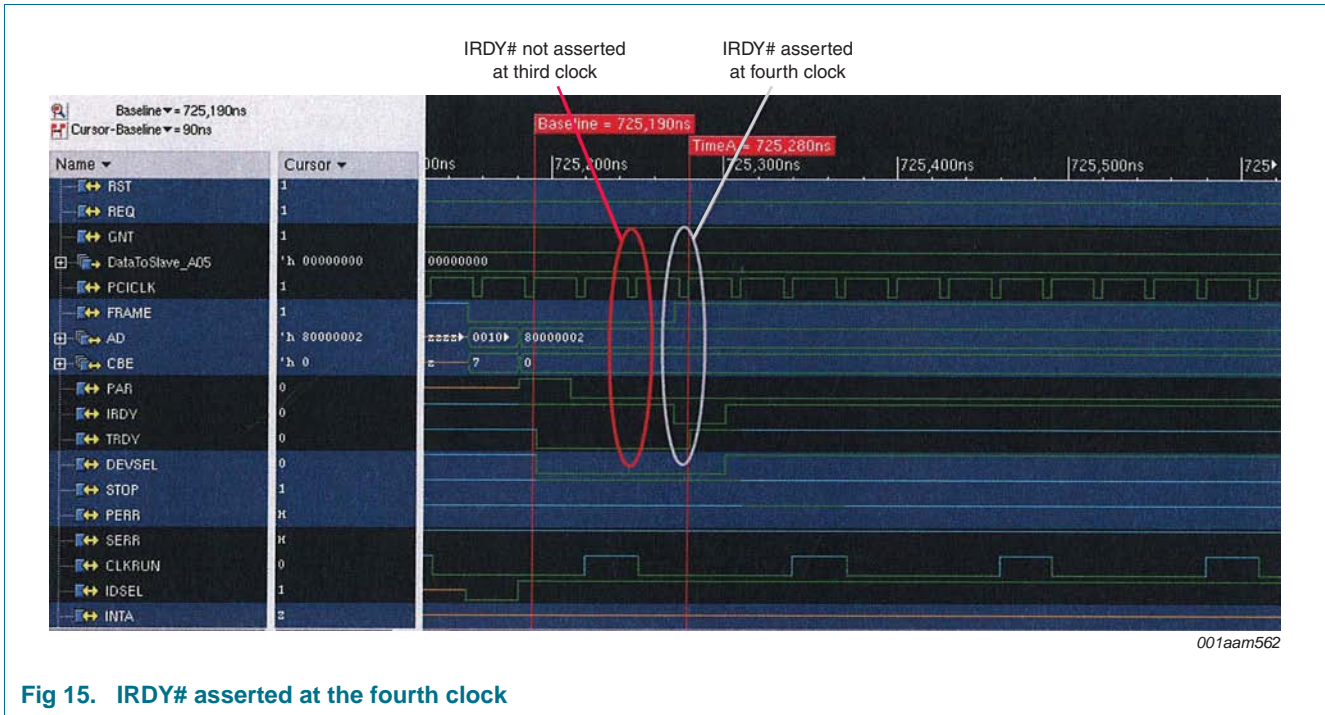 IRDY# not asserted
at third clock
IRDY# asserted
at fourth clock
Baseline▼= 725,190ns
Cursor-Baseline▼= 90ns
Baseline = 725,190ns
TimeA = 725,280ns
Name▼ Cursor▼
00ns 725,200ns 725,300ns 725,400ns 725,500ns 725
RST 1
REQ 1
GNT 1
DataToSlave_A05 'h 00000000 00000000
PCICLK 1
FRAME 1
AD 'h 80000002 zzzz 0010 80000002
CBE 'h 0 z 7 0
PAR 0
IRDY 0
TRDY 0
DEVSEL 0
STOP 1
PERR H
SERR H
CLKRUN 0
IDSEL 1
INTA z
001aam562
Fig 15. IRDY# asserted at the fourth clock